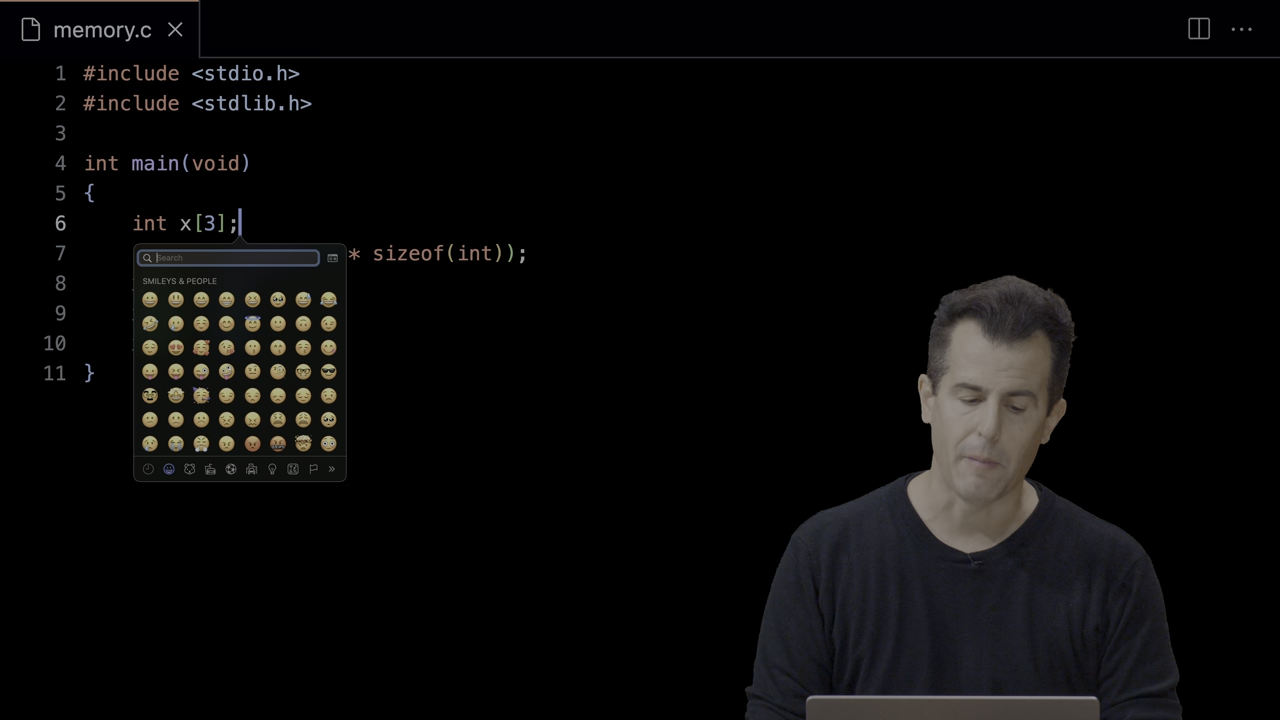 memory.c
1 #include <stdio.h>
2 #include <stdlib.h>
3
4 int main(void)
5 {
6 int x[3];
7 * sizeof(int));
Search
SMILEYS & PEOPLE
8
9
10
11 }